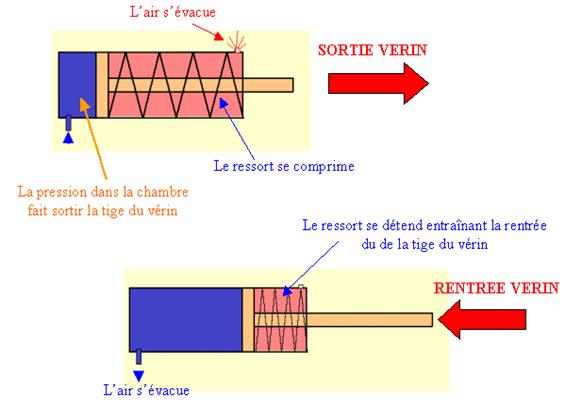 L'air s'évacue
SORTIE VERIN
Le ressort se comprime
La pression dans la chambre
fait sortir la tige du vérin
Le ressort se détend entraînant la rentrée
du de la tige du vérin
RENTREE VERIN
L'air s'évacue